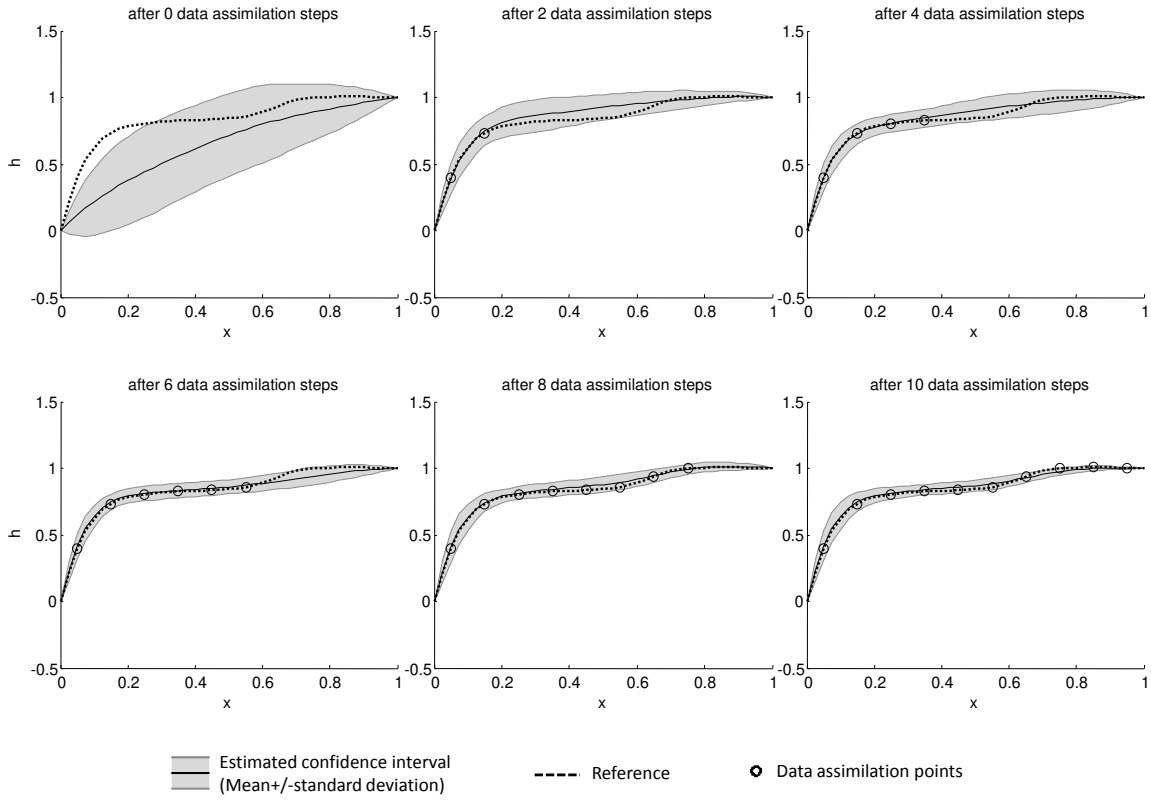 after 0 data assimilation steps
after 2 data assimilation steps
after 4 data assimilation steps
1.5
1
0.5
0
-0.5
h
0 0.2 0.4 0.6 0.8 1
x
1.5
1
0.5
0
-0.5
0 0.2 0.4 0.6 0.8 1
x
1.5
1
0.5
0
-0.5
0 0.2 0.4 0.6 0.8 1
x
after 6 data assimilation steps
after 8 data assimilation steps
after 10 data assimilation steps
1.5
1
0.5
0
-0.5
h
0 0.2 0.4 0.6 0.8 1
x
1.5
1
0.5
0
-0.5
0 0.2 0.4 0.6 0.8 1
x
1.5
1
0.5
0
-0.5
0 0.2 0.4 0.6 0.8 1
x
Estimated confidence interval
(Mean+/-standard deviation)
Reference
Data assimilation points